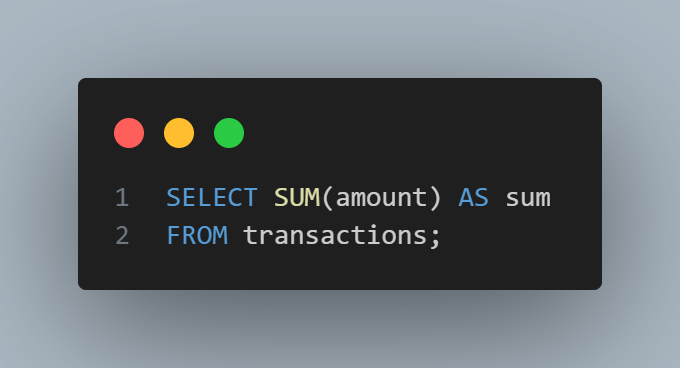 1 SELECT SUM(amount) AS sum
2 FROM transactions;